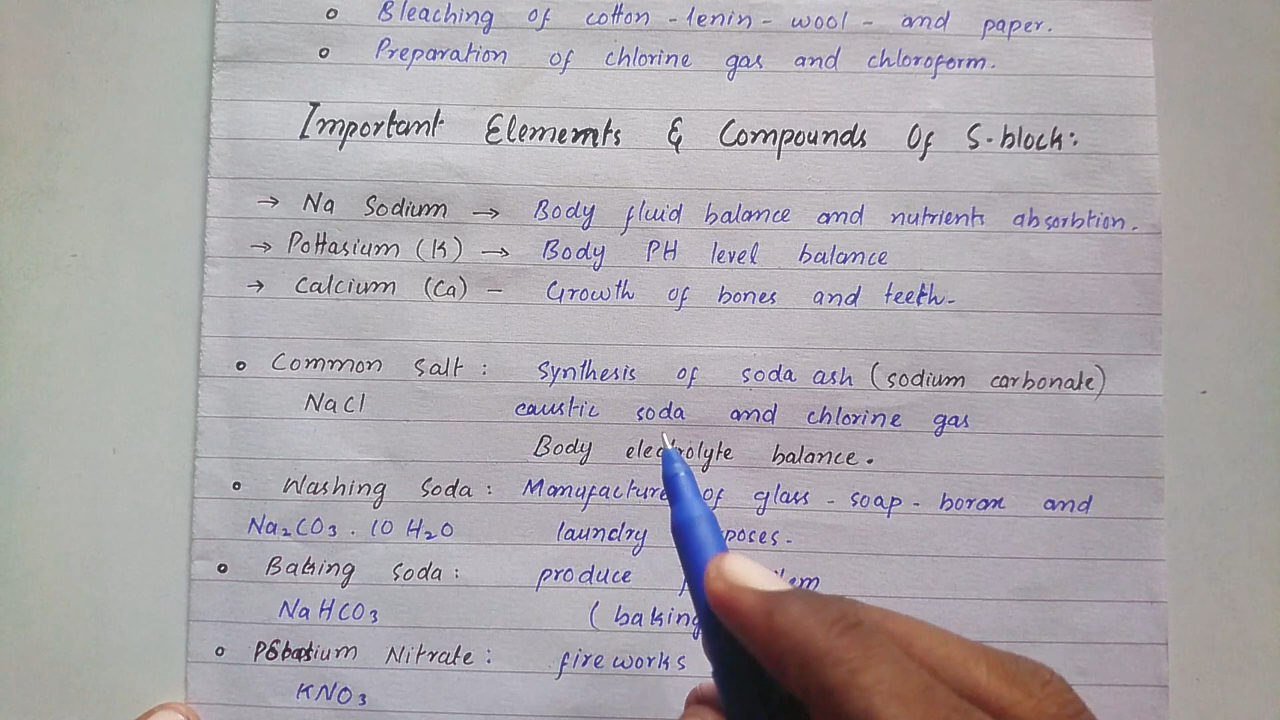 Bleaching of cotton - lenin - wool - and paper.
Preparation of chlorine gas and chloroform.
Important Elements & Compounds Of S-block:
→ Na Sodium → Body fluid balance and nutrients absorbtion.
→ Pottasium (K) → Body PH level balance
→ Calcium (Ca) - Growth of bones and teeth-
Common salt : Synthesis of soda ash (sodium carbonate)
NaCl caustic soda and chlorine gas
Body electrolyte balance.
Washing Soda : Manufacture of glass - soap - borax and
Na₂CO₃ . 10 H₂O laundry
Baking soda : produce
NaHCO₃ ( baking
Nitrate : fire works
KNO₃